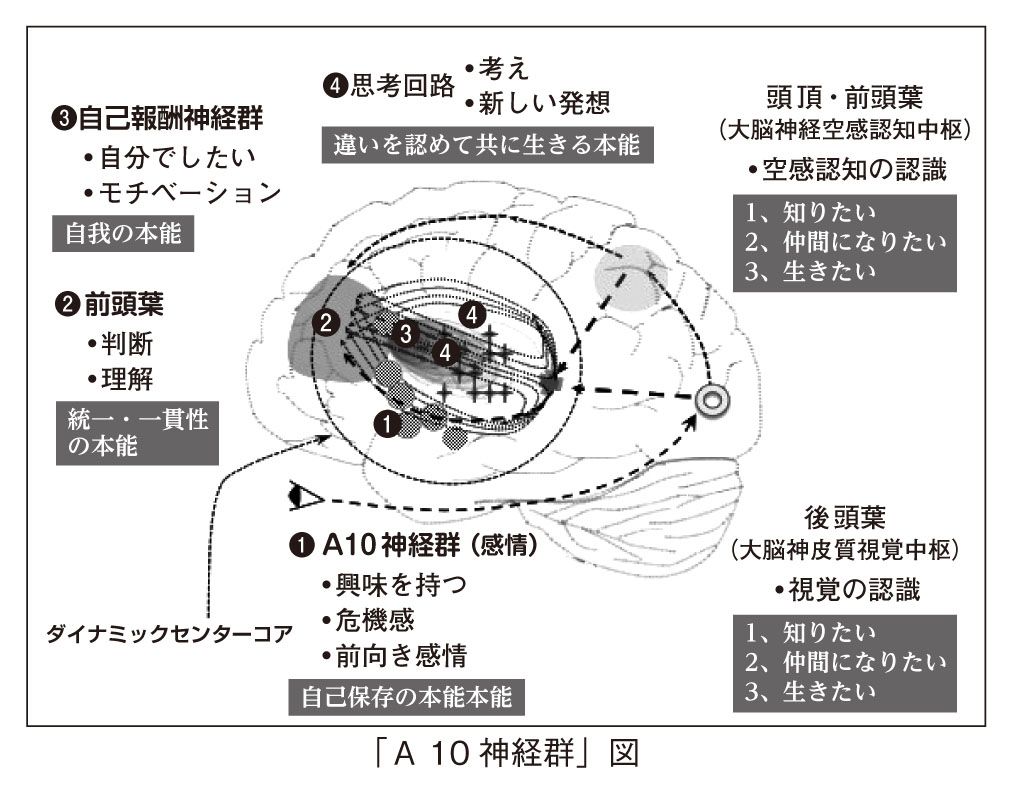 ❹思考回路
•考え
•新しい発想
違いを認めて共に生きる本能
❸自己報酬神経群
•自分でしたい
•モチベーション
自我の本能
頭頂・前頭葉
（大脳神経空感認知中枢）
•空感認知の認識
1、知りたい
2、仲間になりたい
3、生きたい
❷前頭葉
•判断
•理解
統一・一貫性
の本能
❹
❷
❸
❹
❶
❶ A10神経群（感情）
•興味を持つ
•危機感
•前向き感情
自己保存の本能本能
ダイナミックセンターコア
後頭葉
（大脳神皮質視覚中枢）
•視覚の認識
1、知りたい
2、仲間になりたい
3、生きたい
「A 10 神経群」図